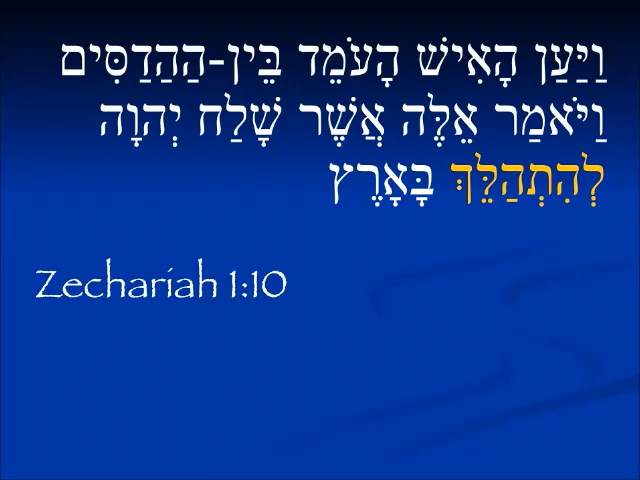 וַיַּעַן הָאִישׁ הָעֹמֵד בֵּין-הַהַדַסִּים
וַיֹּאמַר אֵלֶּה אֲשֶׁר שָׁלַח יְהוָה
לְהִתְהַלֵּךְ בָּאָרֶץ
Zechariah 1:10